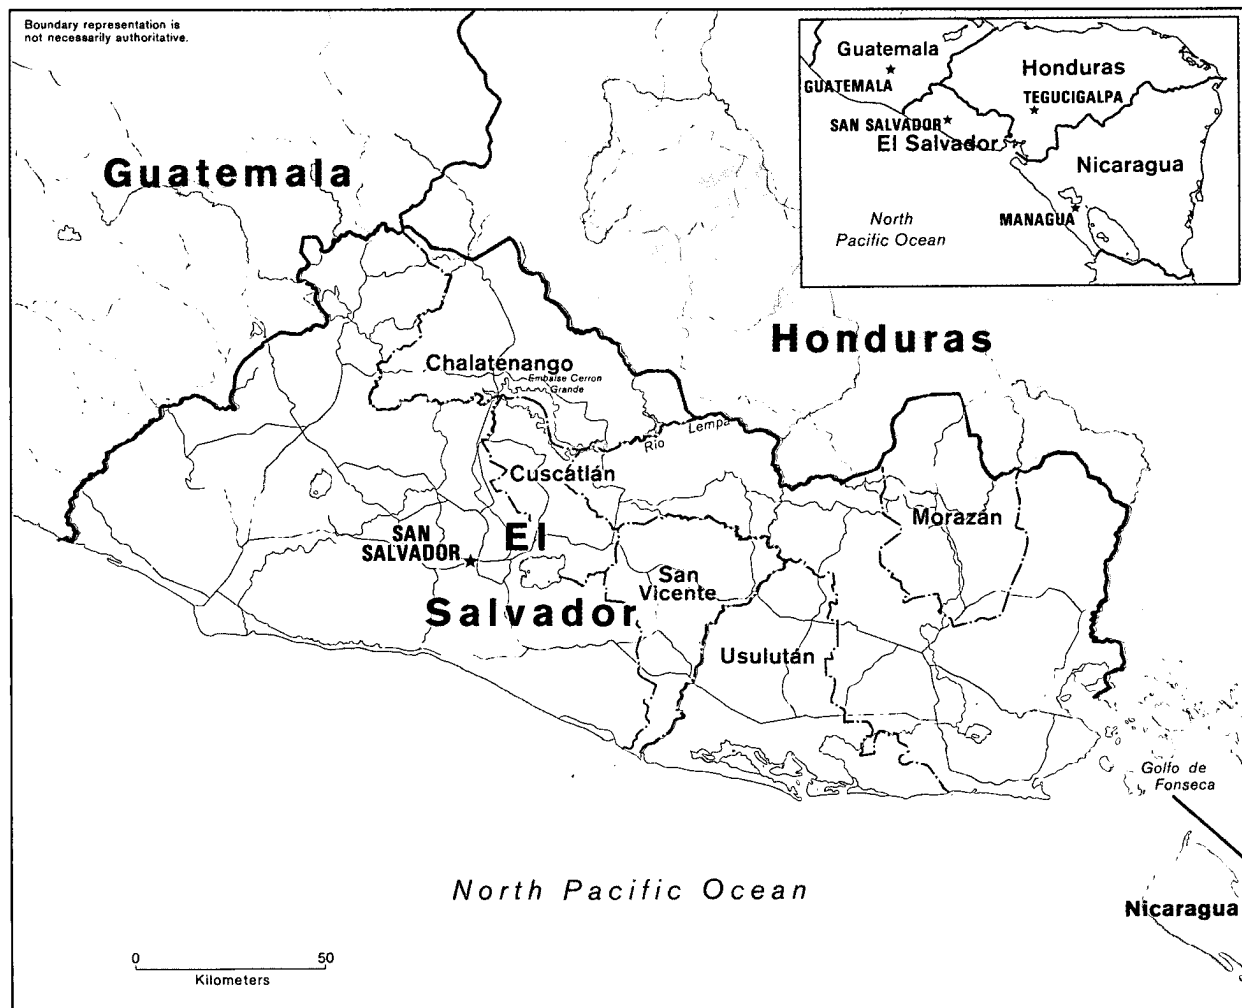 Boundary representation is
not necessarily authoritative.
Guatemala
Honduras
GUATEMALA
TEGUCIGALPA
SAN SALVADOR
El Salvador
Nicaragua
MANAGUA
North
Pacific Ocean
Guatemala
Honduras
Chalatenango
Embalse Cerron
Grande
Rio Lempa
Cuscátlán
Morazán
SAN
SALVADOR
El
Salvador
San
Vicente
Usulután
Golfo de
Fonseca
North Pacific Ocean
Nicaragua
0 50
Kilometers